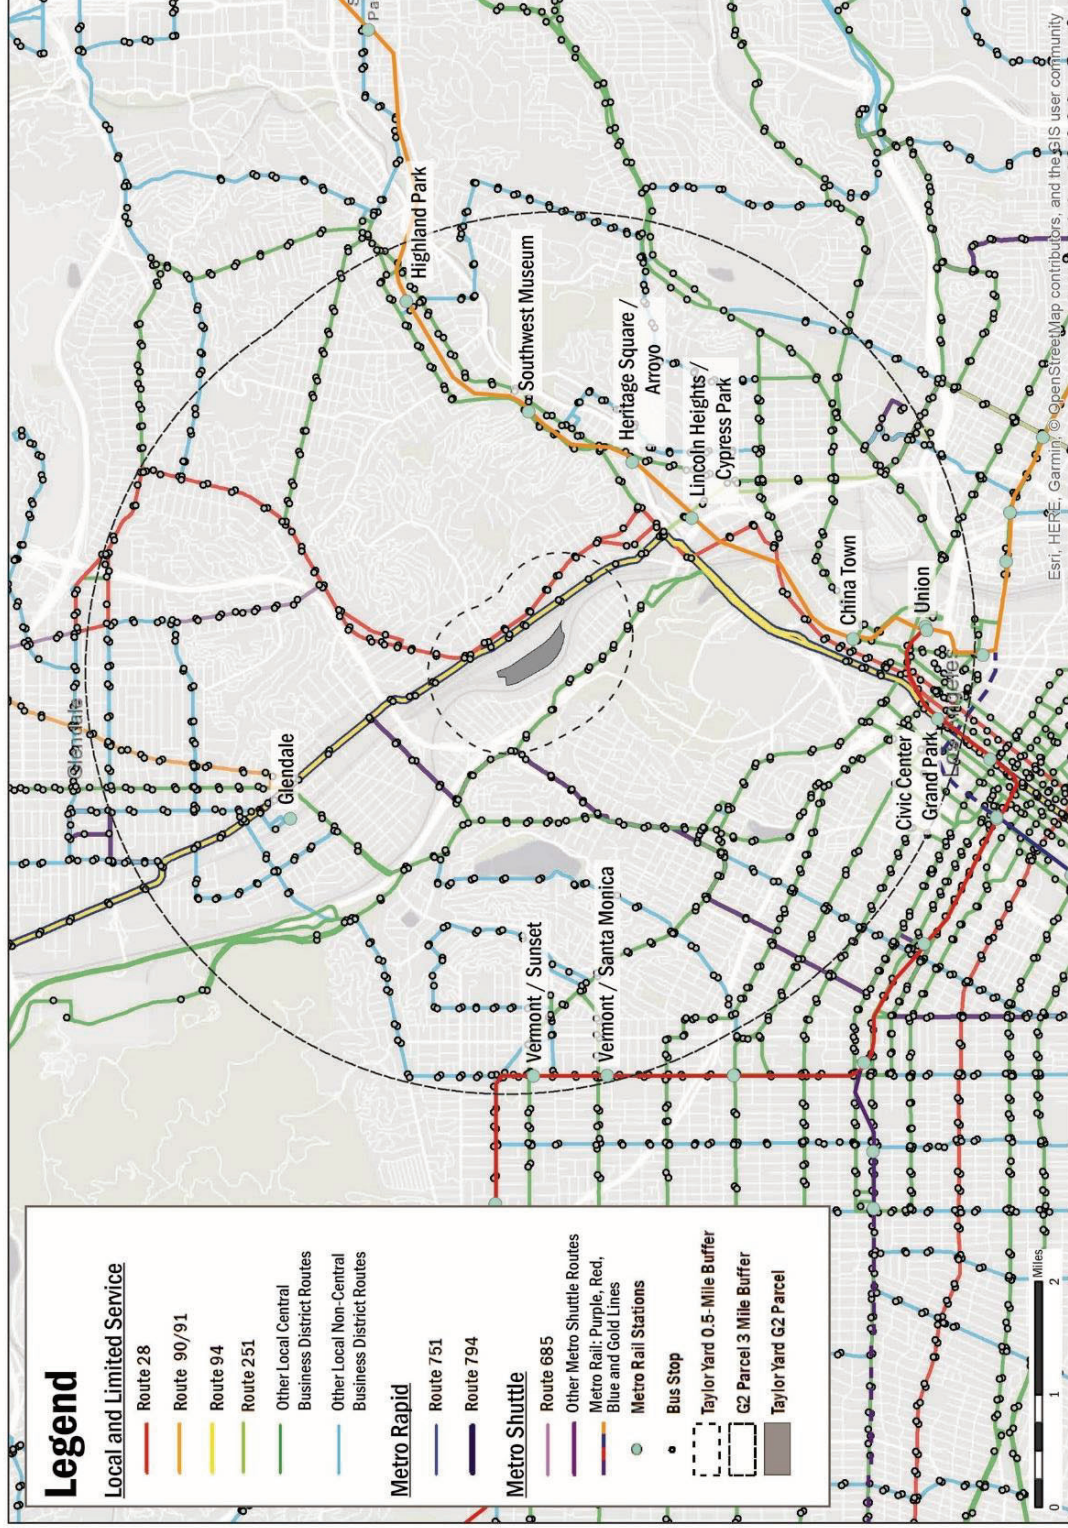 Legend
Local and Limited Service
Route 28
Route 90/91
Route 94
Route 251
Other Local Central
Business District Routes
Other Local Non-Central
Business District Routes
Metro Rapid
Route 751
Route 794
Metro Shuttle
Route 685
Other Metro Shuttle Routes
Metro Rail: Purple, Red,
Blue and Gold Lines
Metro Rail Stations
Bus Stop
Taylor Yard 0.5-Mile Buffer
G2 Parcel 3 Mile Buffer
Taylor Yard G2 Parcel
0 1 2
Miles
Glendale
Glendale
Vermont / Sunset
Vermont / Santa Monica
Highland Park
Southwest Museum
Heritage Square /
Arroyo
Lincoln Heights /
Cypress Park
China Town
Union
Civic Center /
Grand Park
Esri, HERE, Garmin, © OpenStreetMap contributors, and the GIS user community